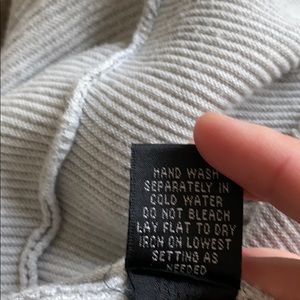 HAND WASH
SEPARATELY IN
COLD WATER
DO NOT BLEACH
LAY FLAT TO DRY
IRON ON LOWEST
SETTING AS
NEEDED